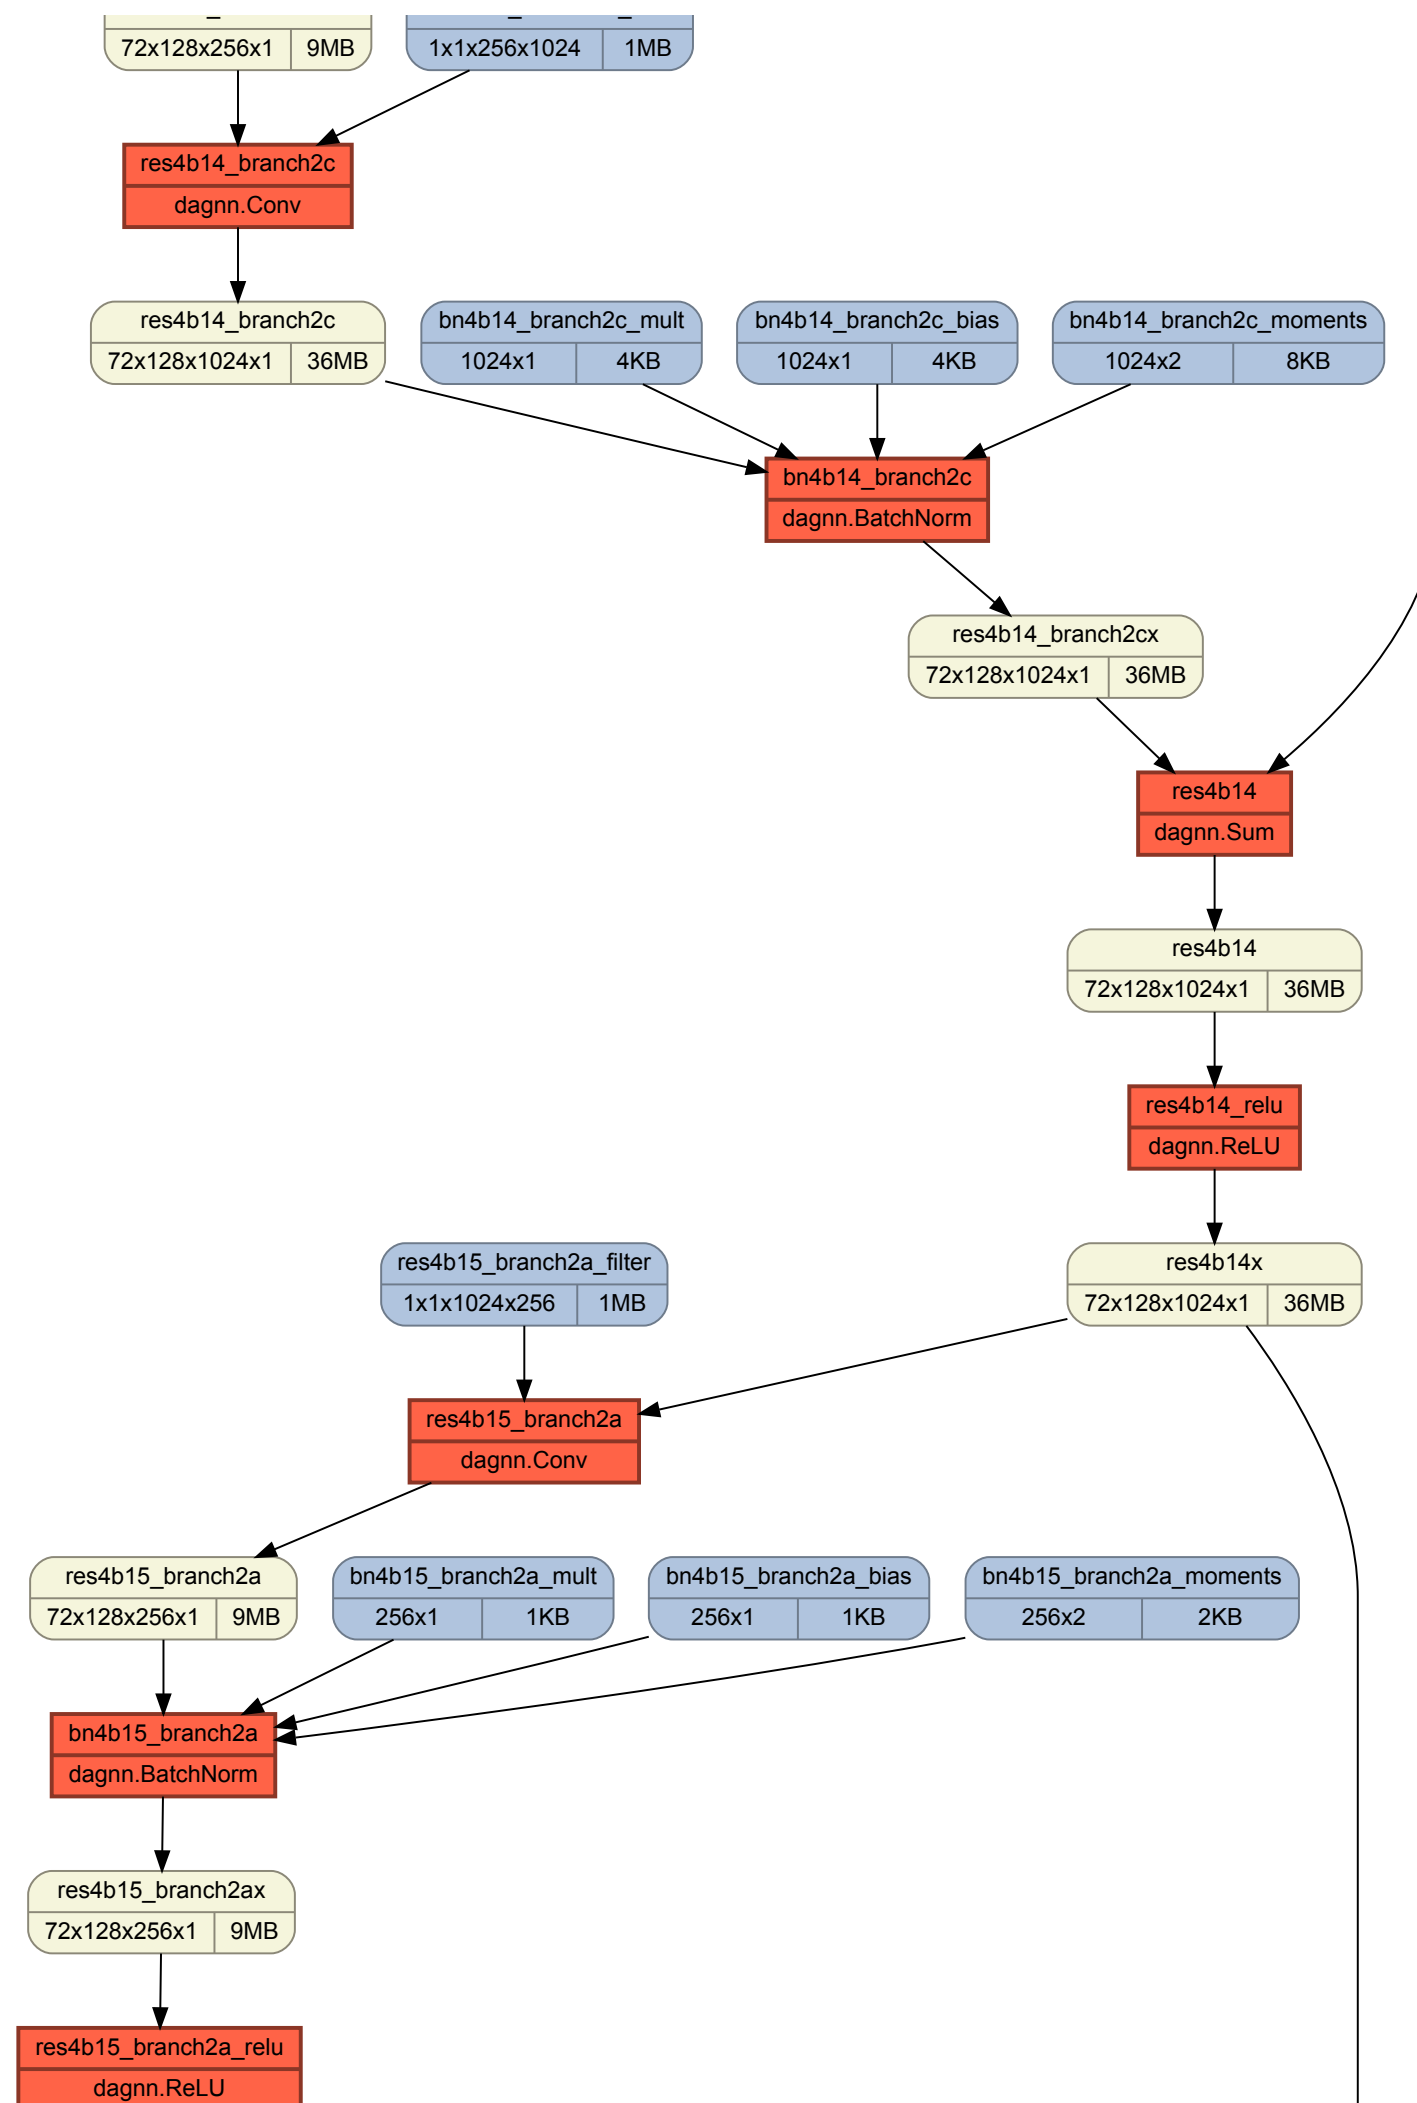 72x128x256x1 9MB
1x1x256x1024 1MB
res4b14_branch2c
dagnn.Conv
res4b14_branch2c
72x128x1024x1 36MB
bn4b14_branch2c_mult
1024x1 4KB
bn4b14_branch2c_bias
1024x1 4KB
bn4b14_branch2c_moments
1024x2 8KB
bn4b14_branch2c
dagnn.BatchNorm
res4b14_branch2cx
72x128x1024x1 36MB
res4b14
dagnn.Sum
res4b14
72x128x1024x1 36MB
res4b14_relu
dagnn.ReLU
res4b15_branch2a_filter
1x1x1024x256 1MB
res4b14x
72x128x1024x1 36MB
res4b15_branch2a
dagnn.Conv
res4b15_branch2a
72x128x256x1 9MB
bn4b15_branch2a_mult
256x1 1KB
bn4b15_branch2a_bias
256x1 1KB
bn4b15_branch2a_moments
256x2 2KB
bn4b15_branch2a
dagnn.BatchNorm
res4b15_branch2ax
72x128x256x1 9MB
res4b15_branch2a_relu
dagnn.ReLU